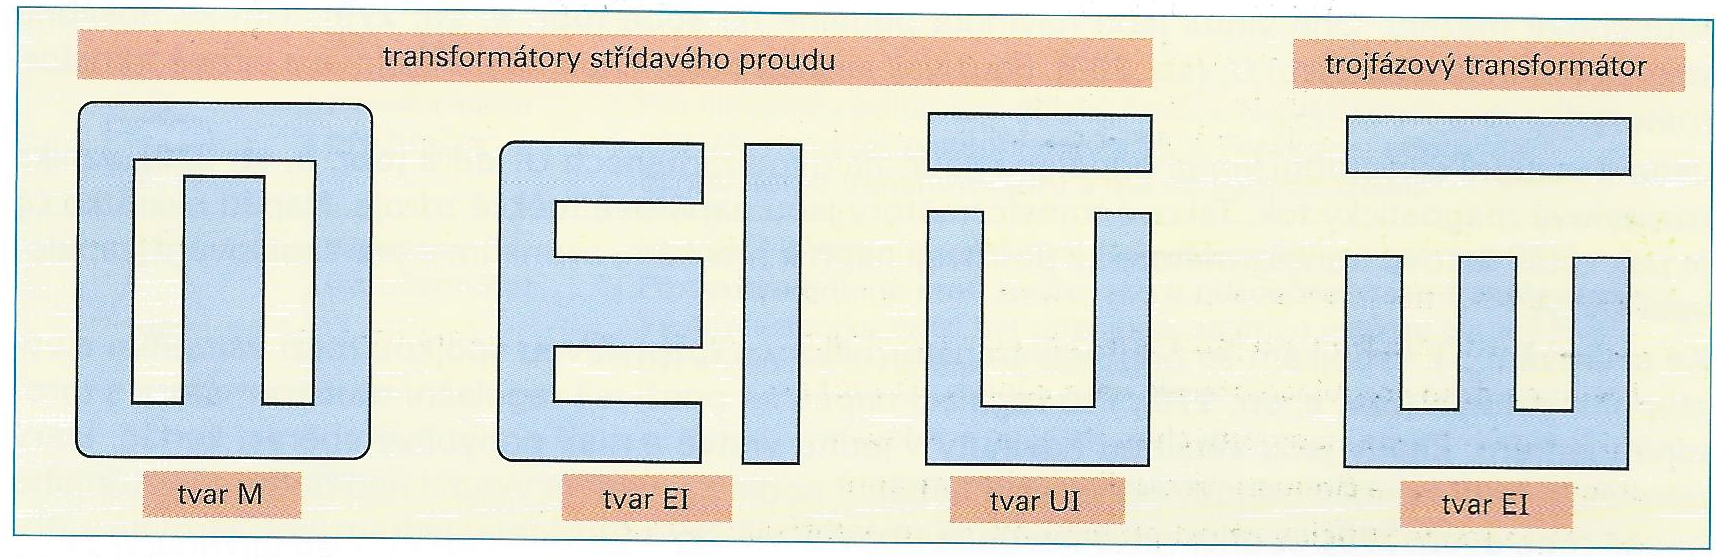 transformátory střídavého proudu
trojfázový transformátor
tvar M
tvar EI
tvar UI
tvar EI